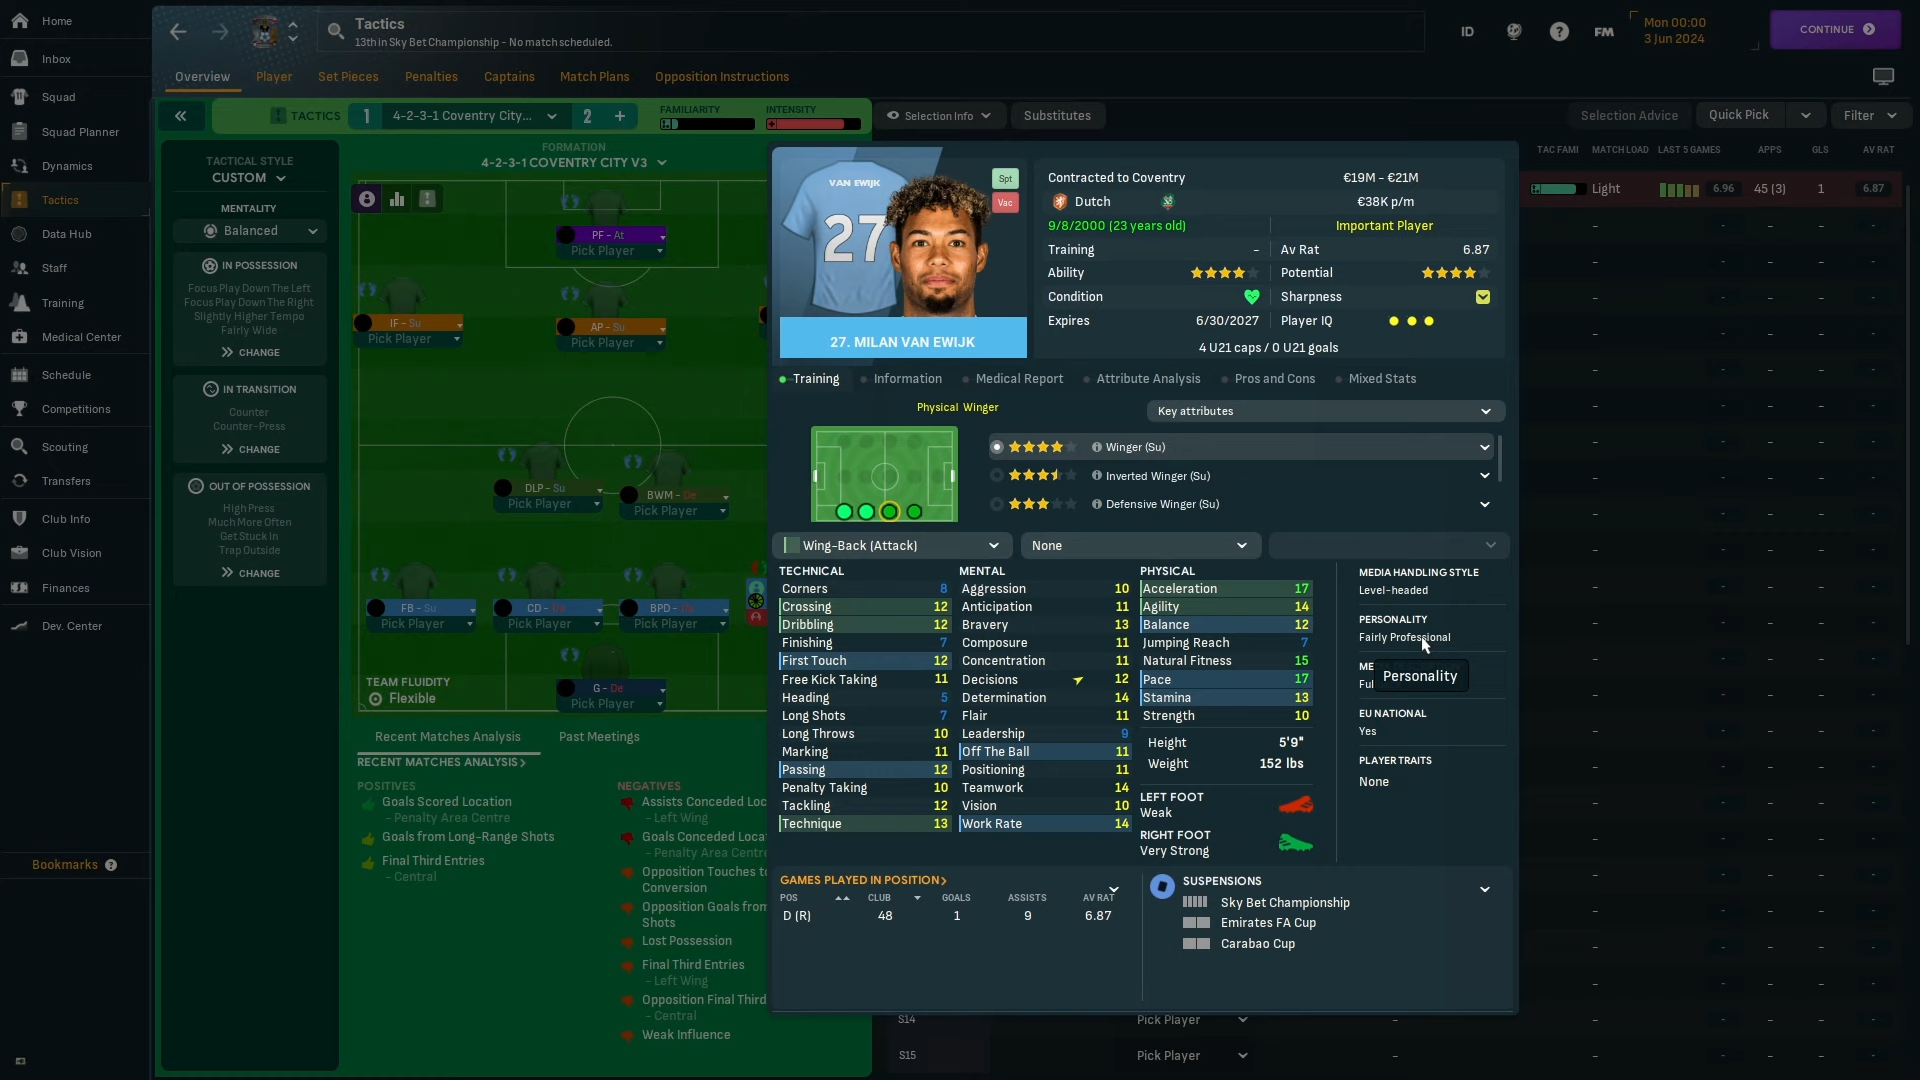 Home
Inbox
Squad
Squad Planner
Dynamics
Tactics
Data Hub
Staff
Training
Medical Center
Schedule
Competitions
Scouting
Transfers
Club Info
Club Vision
Finances
Dev. Center
Bookmarks ?
Tactics
13th in Sky Bet Championship - No match scheduled.
ID
?
FM
Mon 00:00
3 Jun 2024
CONTINUE
Overview
Player
Set Pieces
Penalties
Captains
Match Plans
Opposition Instructions
TACTICS
1
4-2-3-1 Coventry City...
2
+
FAMILIARITY
INTENSITY
Selection Info
Substitutes
Selection Advice
Quick Pick
Filter
TACTICAL STYLE
CUSTOM
MENTALITY
Balanced
IN POSSESSION
Focus Play Down The Left
Focus Play Down The Right
Slightly Higher Tempo
Fairly Wide
CHANGE
IN TRANSITION
Counter
Counter-Press
CHANGE
OUT OF POSSESSION
High Press
Much More Often
Get Stuck In
Trap Outside
CHANGE
FORMATION
4-2-3-1 COVENTRY CITY V3
PF - At
Pick Player
IF - Su
Pick Player
AP - Su
Pick Player
DLP - Su
Pick Player
BWM - De
Pick Player
FB - Su
Pick Player
CD - De
Pick Player
BPD - De
Pick Player
G - De
Pick Player
TEAM FLUIDITY
Flexible
Recent Matches Analysis
Past Meetings
RECENT MATCHES ANALYSIS
POSITIVES
Goals Scored Location
- Penalty Area Centre
Goals from Long-Range Shots
Final Third Entries
- Central
NEGATIVES
Assists Conceded Loc
- Left Wing
Goals Conceded Loca
- Penalty Area Centre
Opposition Touches to
Conversion
Opposition Goals from
Shots
Lost Possession
Final Third Entries
- Left Wing
Opposition Final Third
- Central
Weak Influence
VAN EWIJK
27
Spt
Vac
27. MILAN VAN EWIJK
Contracted to Coventry
€19M - €21M
Dutch
€38K p/m
9/8/2000 (23 years old)
Important Player
Training -
Av Rat 6.87
Ability
Potential
Condition
Sharpness
Expires 6/30/2027
Player IQ
4 U21 caps / 0 U21 goals
Training
Information
Medical Report
Attribute Analysis
Pros and Cons
Mixed Stats
Physical Winger
Key attributes
Winger (Su)
Inverted Winger (Su)
Defensive Winger (Su)
Wing-Back (Attack)
None
TECHNICAL
Corners 8
Crossing 12
Dribbling 12
Finishing 7
First Touch 12
Free Kick Taking 11
Heading 5
Long Shots 7
Long Throws 10
Marking 11
Passing 12
Penalty Taking 10
Tackling 12
Technique 13
MENTAL
Aggression 10
Anticipation 11
Bravery 13
Composure 11
Concentration 11
Decisions 12
Determination 14
Flair 11
Leadership 9
Off The Ball 11
Positioning 11
Teamwork 14
Vision 10
Work Rate 14
PHYSICAL
Acceleration 17
Agility 14
Balance 12
Jumping Reach 7
Natural Fitness 15
Pace 17
Stamina 13
Strength 10
Height 5'9"
Weight 152 lbs
LEFT FOOT
Weak
RIGHT FOOT
Very Strong
MEDIA HANDLING STYLE
Level-headed
PERSONALITY
Fairly Professional
Personality
EU NATIONAL
Yes
PLAYER TRAITS
None
GAMES PLAYED IN POSITION
POS CLUB GOALS ASSISTS AV RAT
D (R) 48 1 9 6.87
SUSPENSIONS
Sky Bet Championship
Emirates FA Cup
Carabao Cup
TAC FAMI MATCH LOAD LAST 5 GAMES APPS GLS AV RAT
Light 6.96 45 (3) 1 6.87
S14 Pick Player
S15 Pick Player